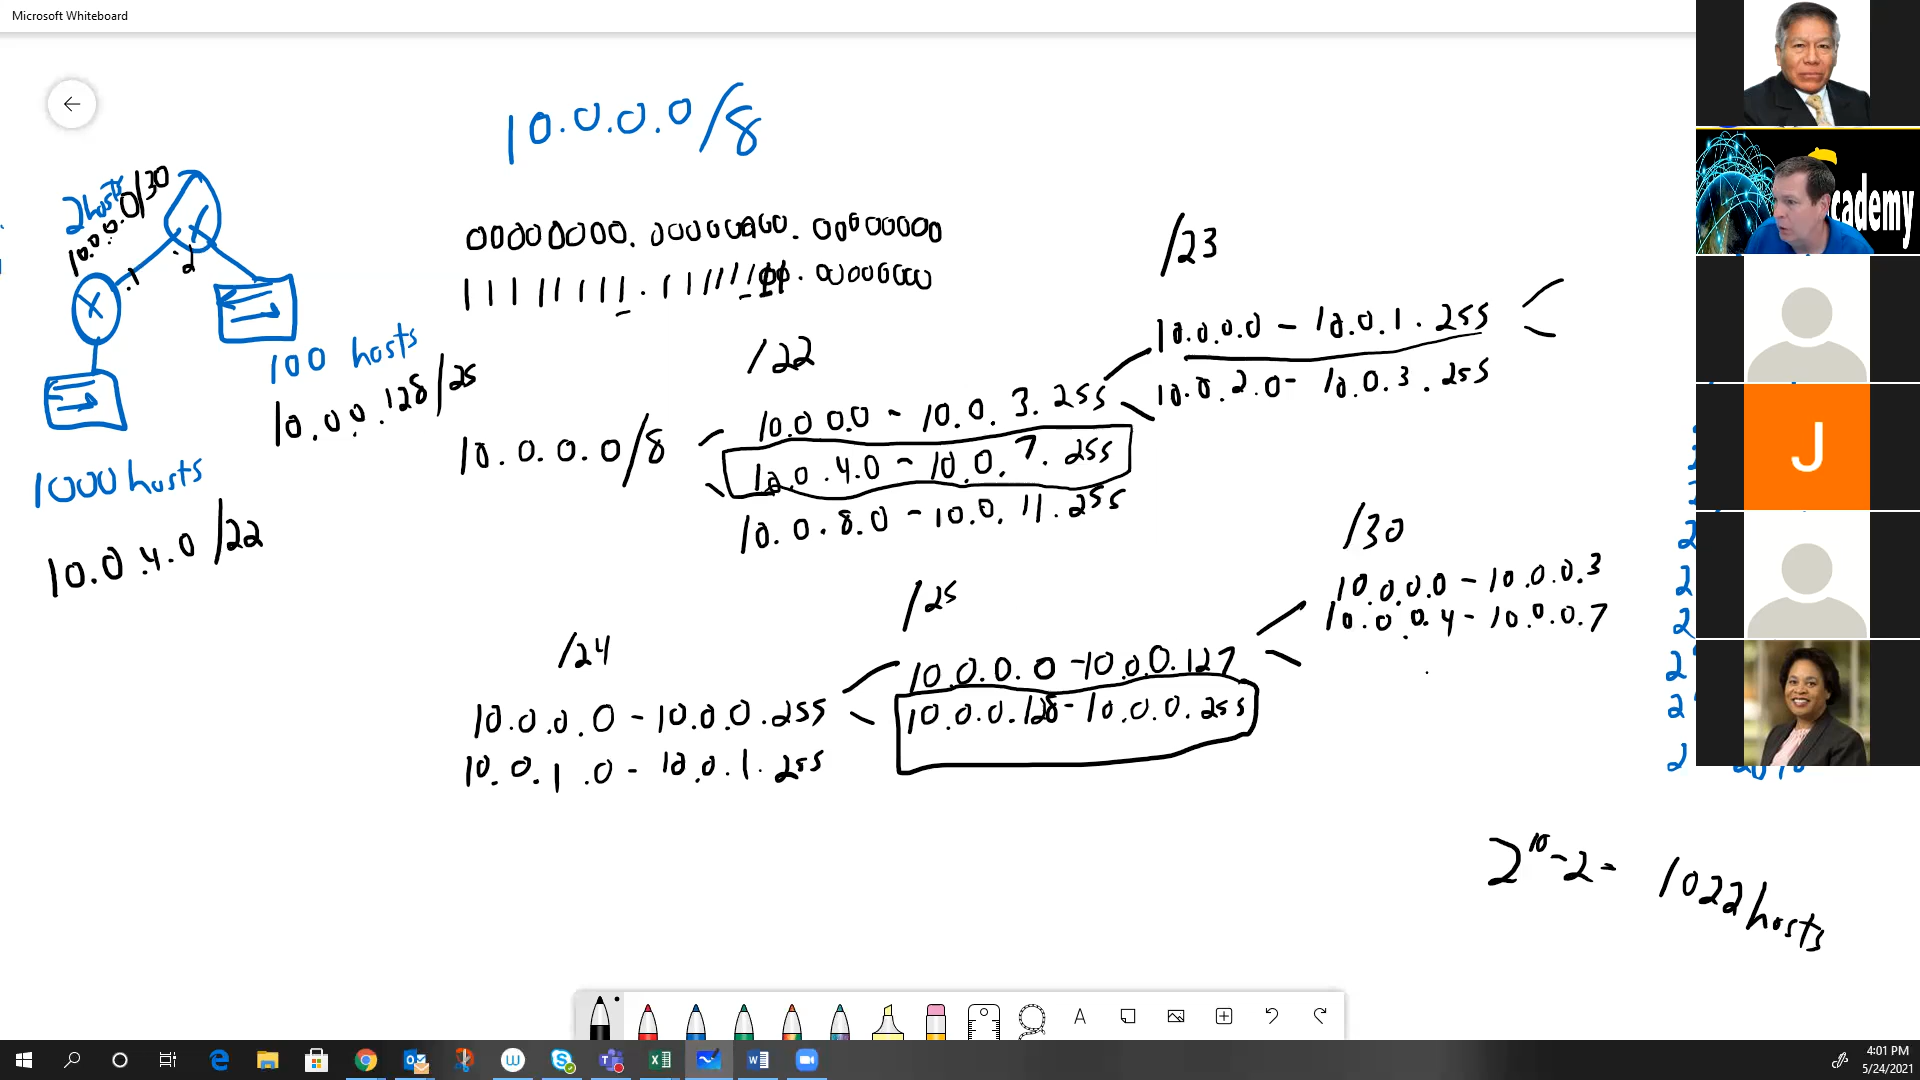 Microsoft Whiteboard
10.0.0.0/8
2 hosts
10.0.0.0/30
.1
.2
100 hosts
10.0.0.128/25
1000 hosts
10.0.4.0/22
00000000.00000000.00000000
11111111.11111100.00000000
/22
10.0.0.0/8
10.0.0.0 - 10.0.3.255
10.0.4.0 - 10.0.7.255
10.0.8.0 - 10.0.11.255
/23
10.0.0.0 - 10.0.1.255
10.0.2.0 - 10.0.3.255
/24
10.0.0.0 - 10.0.0.255
10.0.1.0 - 10.0.1.255
/25
10.0.0.0 - 10.0.0.127
10.0.0.128 - 10.0.0.255
/30
10.0.0.0 - 10.0.0.3
10.0.0.4 - 10.0.0.7
2^10 - 2 = 1022 hosts
cademy
J
4:01 PM
5/24/2021